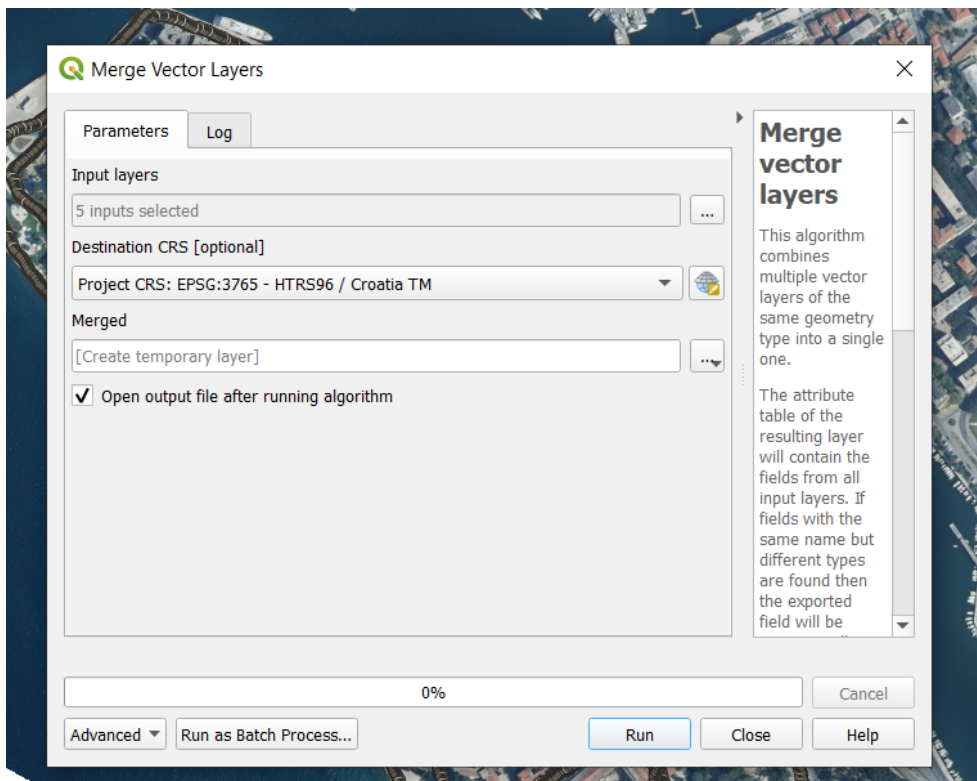 Merge Vector Layers
Parameters
Log
Input layers
5 inputs selected
...
Destination CRS [optional]
Project CRS: EPSG:3765 - HTRS96 / Croatia TM
Merged
[Create temporary layer]
...
Open output file after running algorithm
Merge
vector
layers
This algorithm
combines
multiple vector
layers of the
same geometry
type into a single
one.
The attribute
table of the
resulting layer
will contain the
fields from all
input layers. If
fields with the
same name but
different types
are found then
the exported
field will be
0%
Cancel
Advanced
Run as Batch Process...
Run
Close
Help